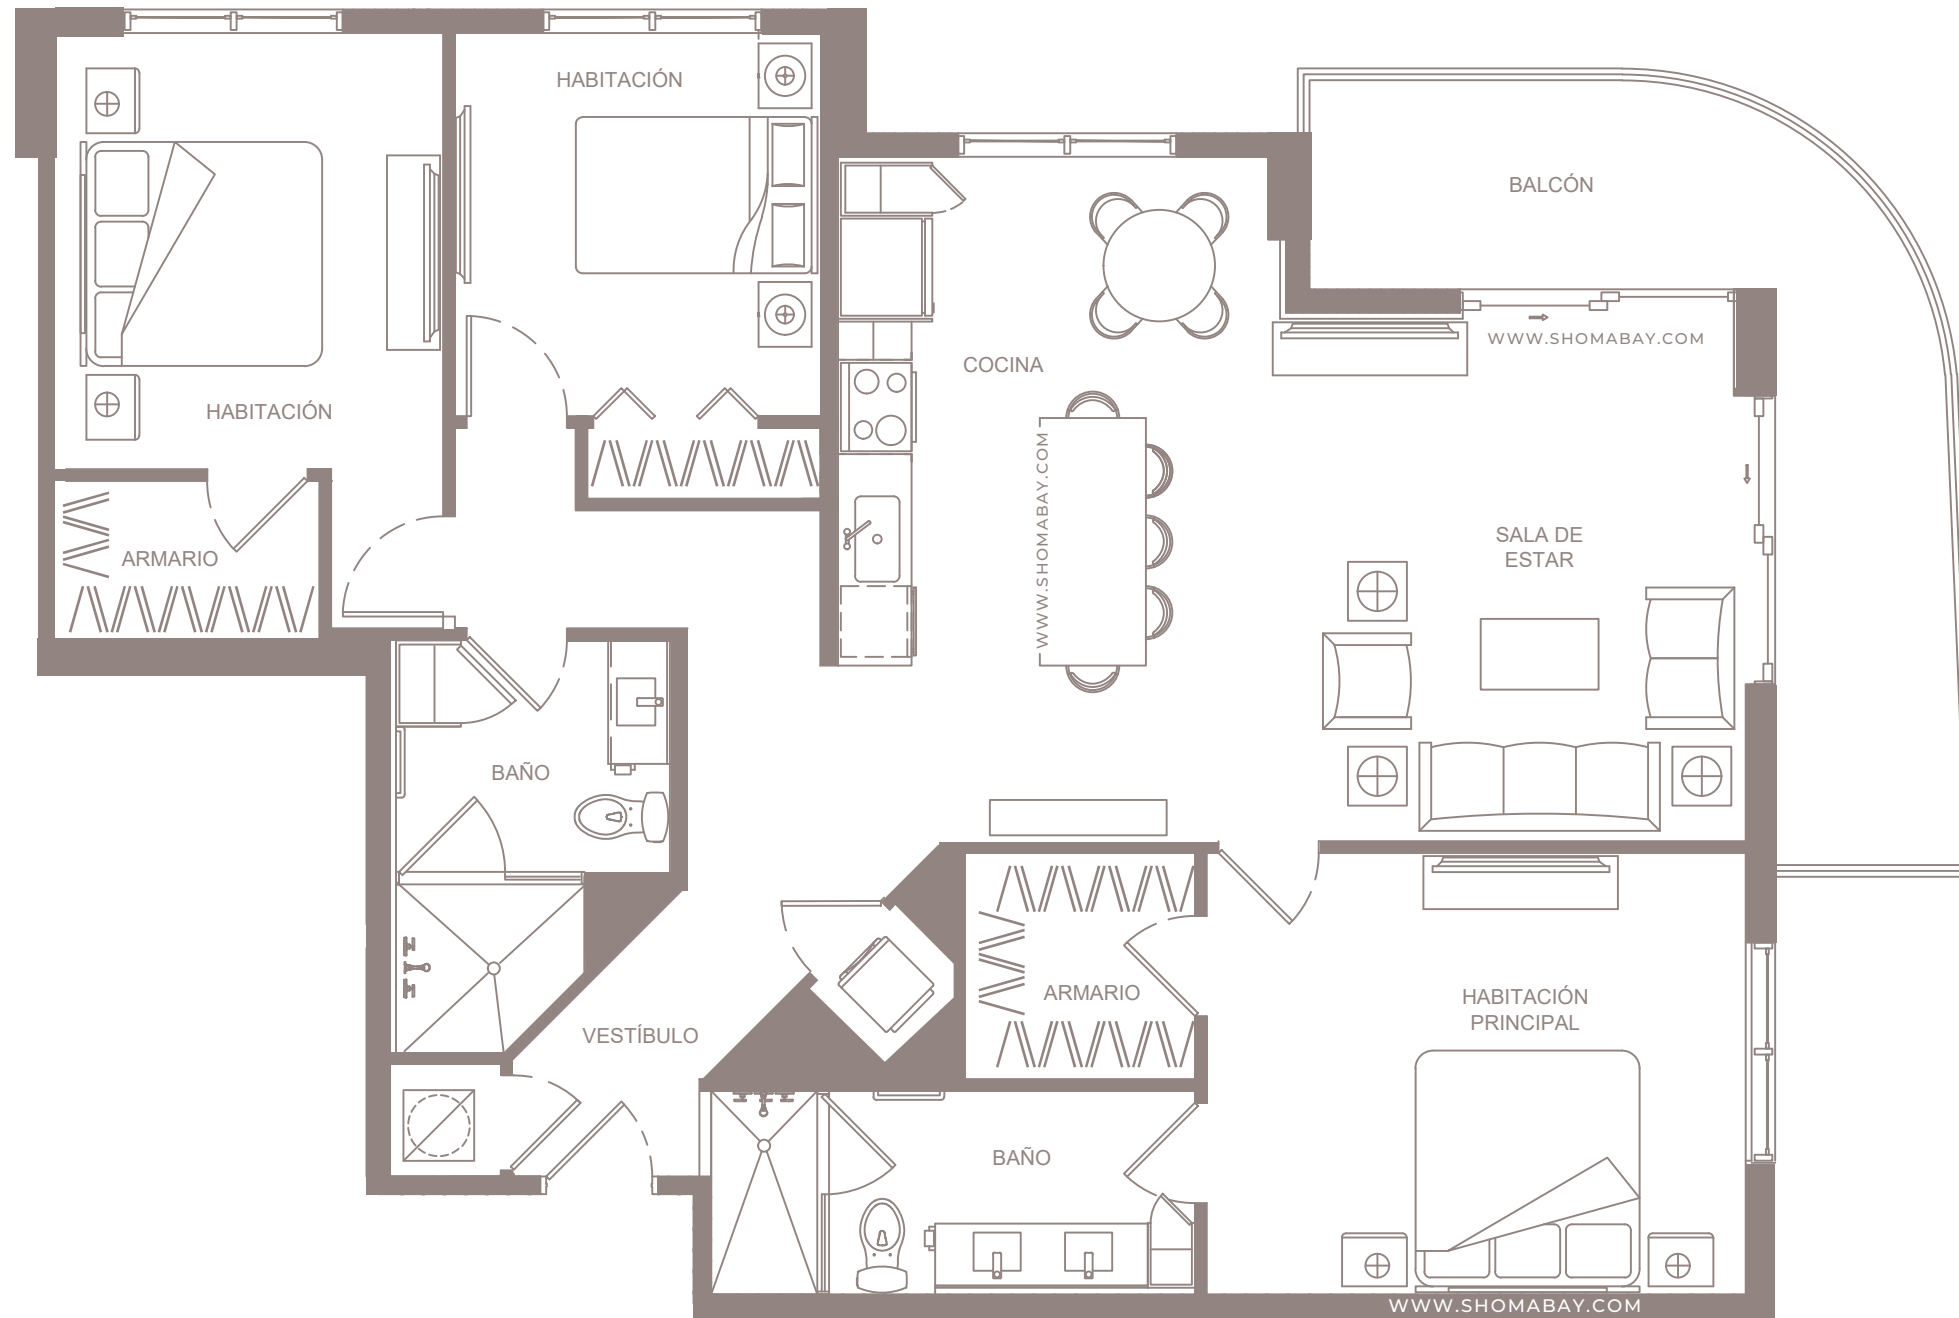 HABITACIÓN
BALCÓN
WWW.SHOMABAY.COM
COCINA
HABITACIÓN
WWW.SHOMABAY.COM
SALA DE
ESTAR
ARMARIO
BAÑO
ARMARIO
HABITACIÓN
PRINCIPAL
VESTÍBULO
BAÑO
WWW.SHOMABAY.COM